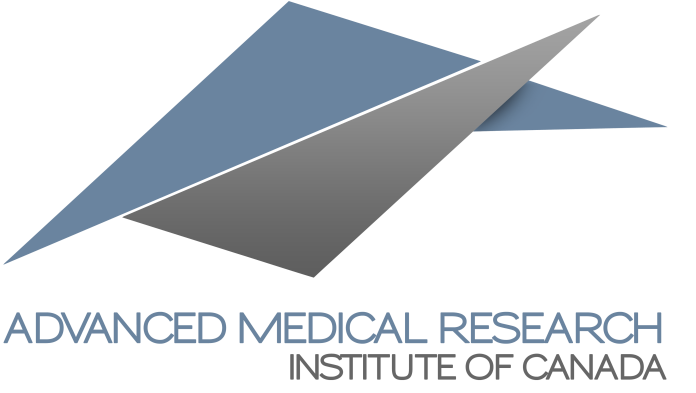 ADVANCED MEDICAL RESEARCH
INSTITUTE OF CANADA